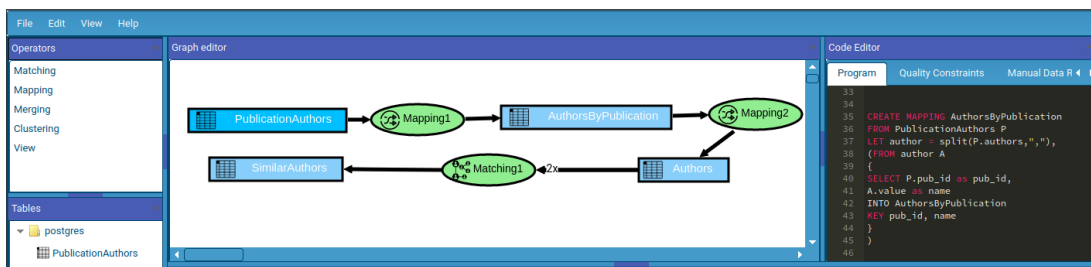 File Edit View Help
Operators
Matching
Mapping
Merging
Clustering
View
Tables
postgres
PublicationAuthors
Graph editor
PublicationAuthors
Mapping1
AuthorsByPublication
Mapping2
SimilarAuthors
Matching1
2x
Authors
Code Editor
Program Quality Constraints Manual Data R
33
34
35 CREATE MAPPING AuthorsByPublication
36 FROM PublicationAuthors P
37 LET author = split(P.authors,","),
38 (FROM author A
39 {
40 SELECT P.pub_id as pub_id,
41 A.value as name
42 INTO AuthorsByPublication
43 KEY pub_id, name
44 }
45 )
46